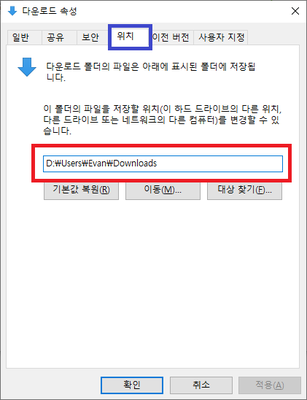 다운로드 속성
일반 공유 보안 위치 이전 버전 사용자 지정
다운로드 폴더의 파일은 아래에 표시된 폴더에 저장됩
니다.
이 폴더의 파일을 저장할 위치(이 하드 드라이브의 다른 위치,
다른 드라이브 또는 네트워크의 다른 컴퓨터)를 변경할 수 있
습니다.
D:₩Users₩Evan₩Downloads
기본값 복원(R) 이동(M)... 대상 찾기(F)...
확인 취소 적용(A)